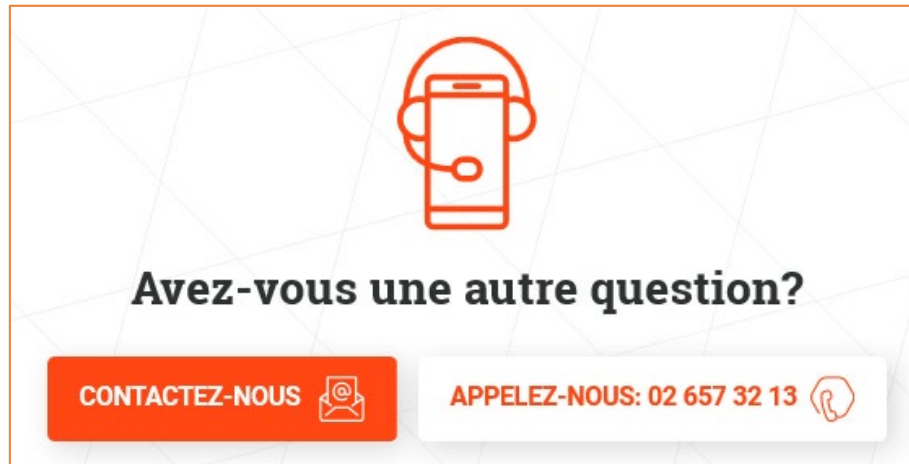 Avez-vous une autre question?
CONTACTEZ-NOUS
APPELEZ-NOUS: 02 657 32 13